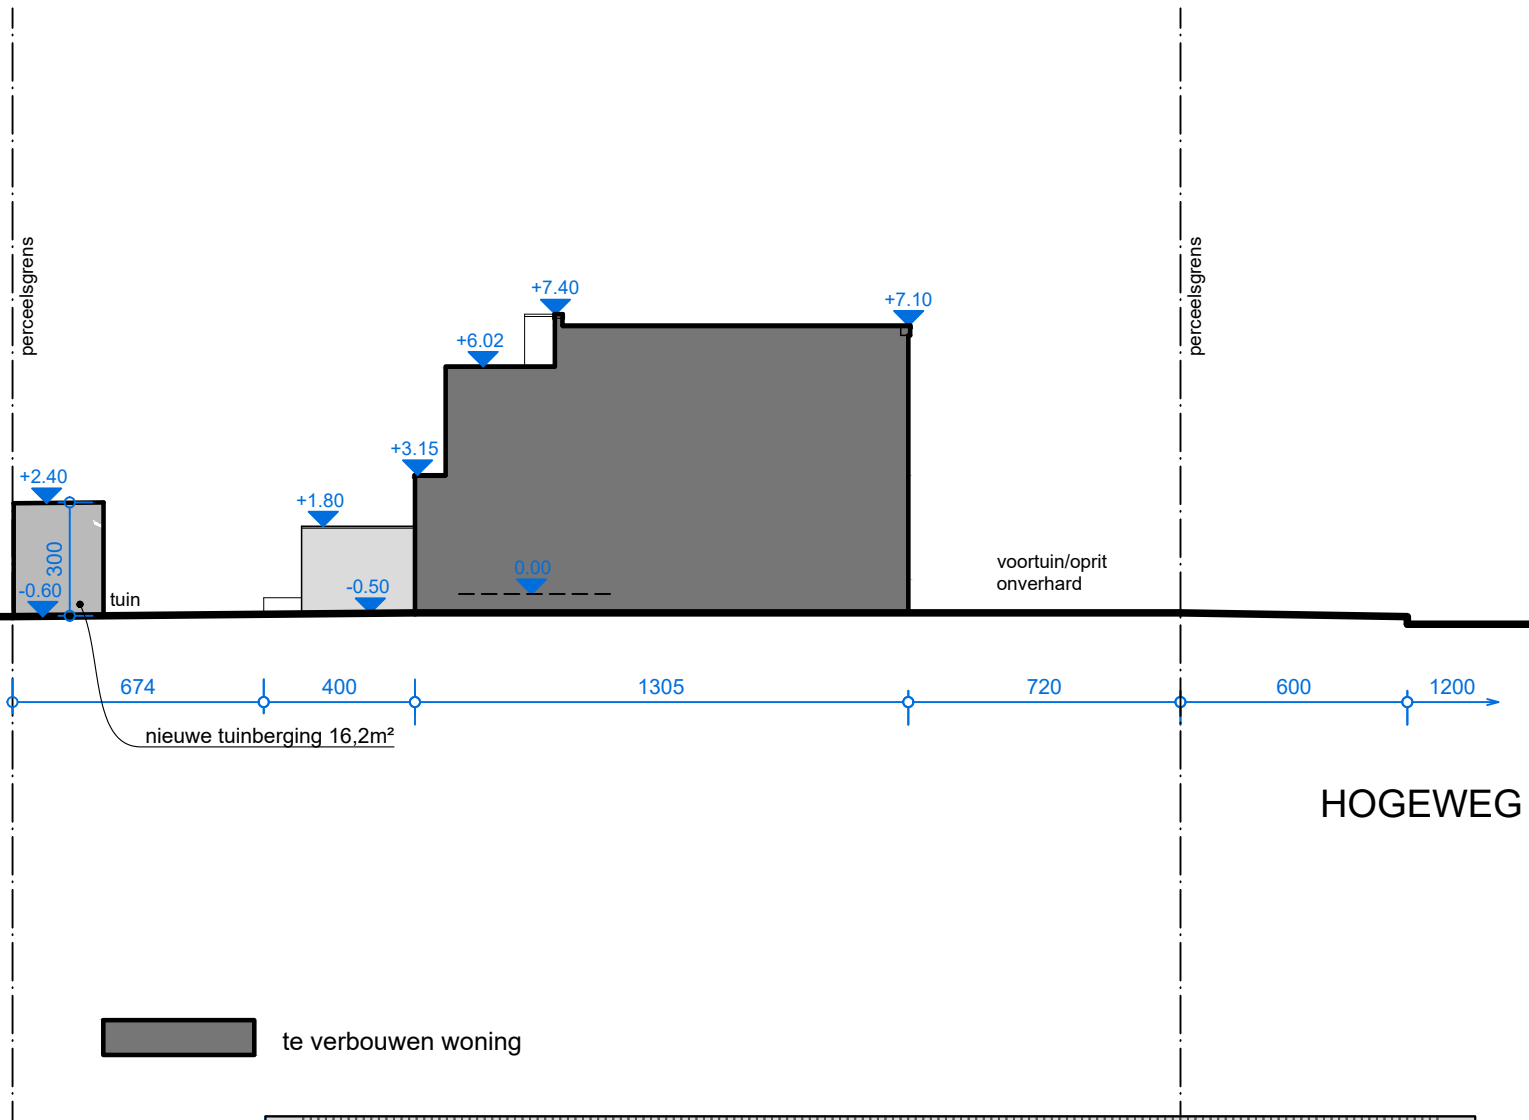 perceelsgrens
perceelsgrens
+7.40
+7.10
+6.02
+3.15
+2.40
+1.80
300
0.00
voortuin/oprit
onverhard
-0.60
-0.50
tuin
674
400
1305
720
600
1200
nieuwe tuinberging 16,2m²
HOGEWEG
te verbouwen woning